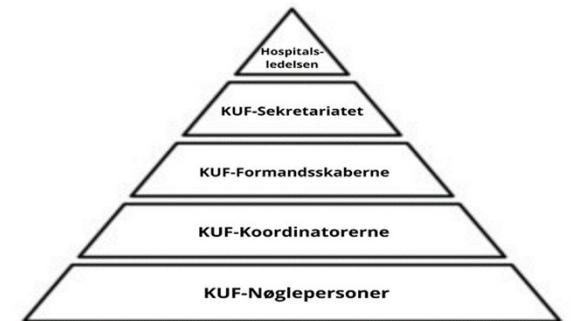 Hospitals-
ledelsen
KUF-Sekretariatet
KUF-Formandsskaberne
KUF-Koordinatorerne
KUF-Nøglepersoner